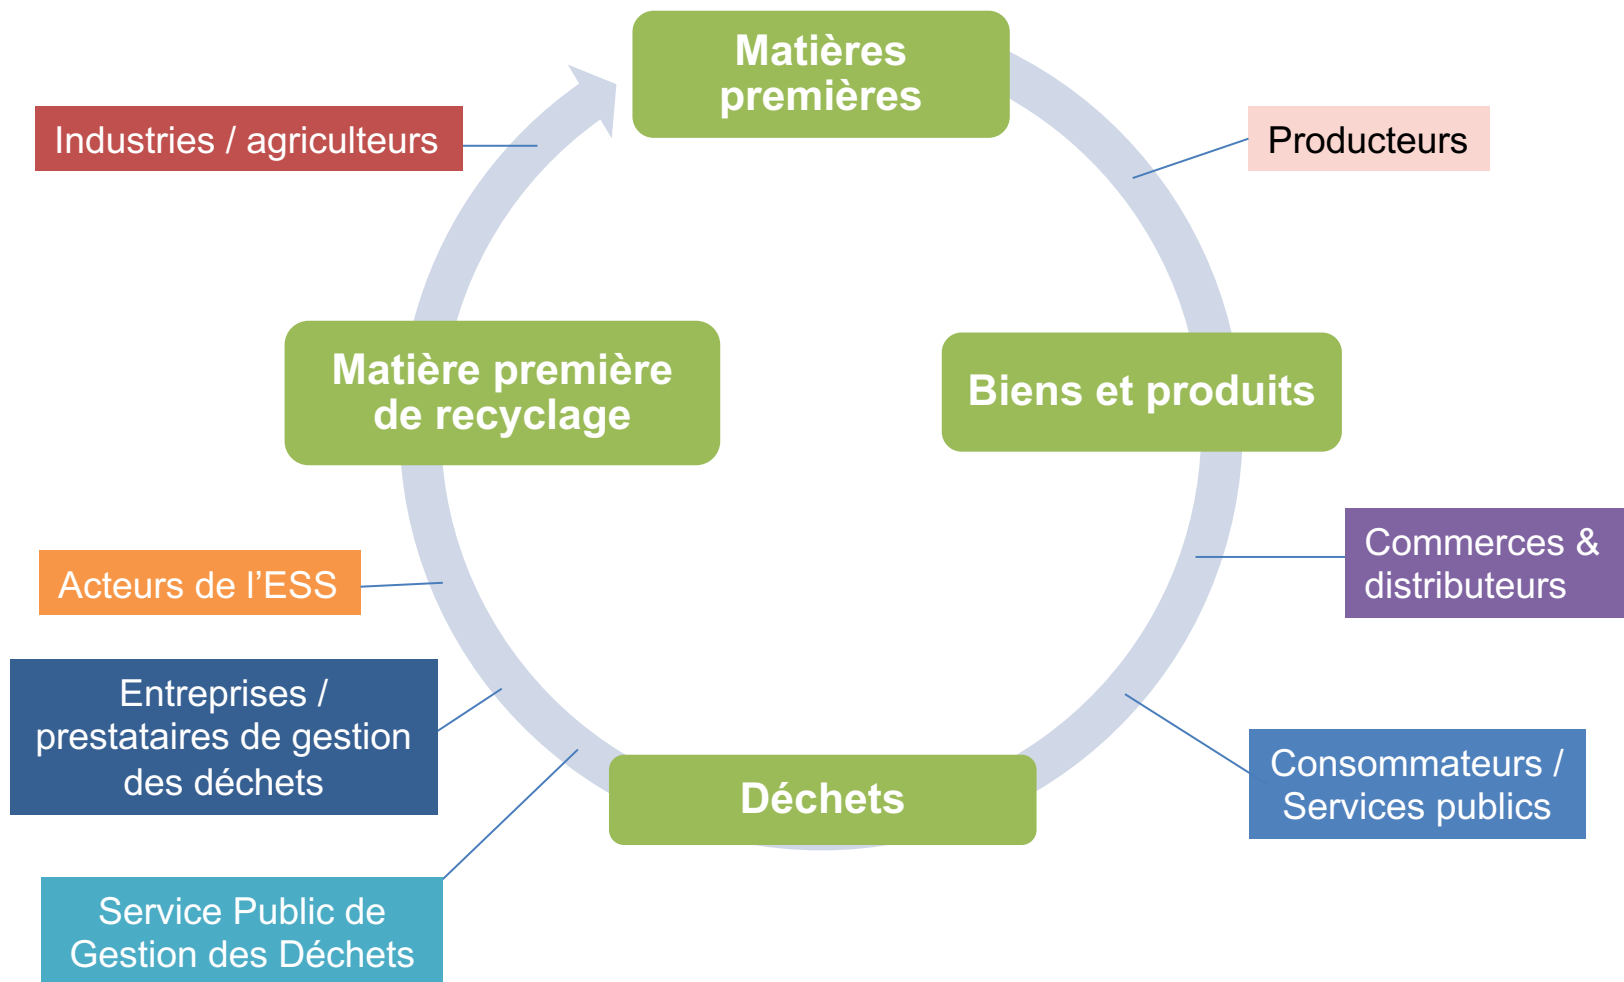 Matières
premières
Industries / agriculteurs
Producteurs
Matière première
de recyclage
Biens et produits
Acteurs de l’ESS
Commerces &
distributeurs
Entreprises /
prestataires de gestion
des déchets
Consommateurs /
Services publics
Déchets
Service Public de
Gestion des Déchets